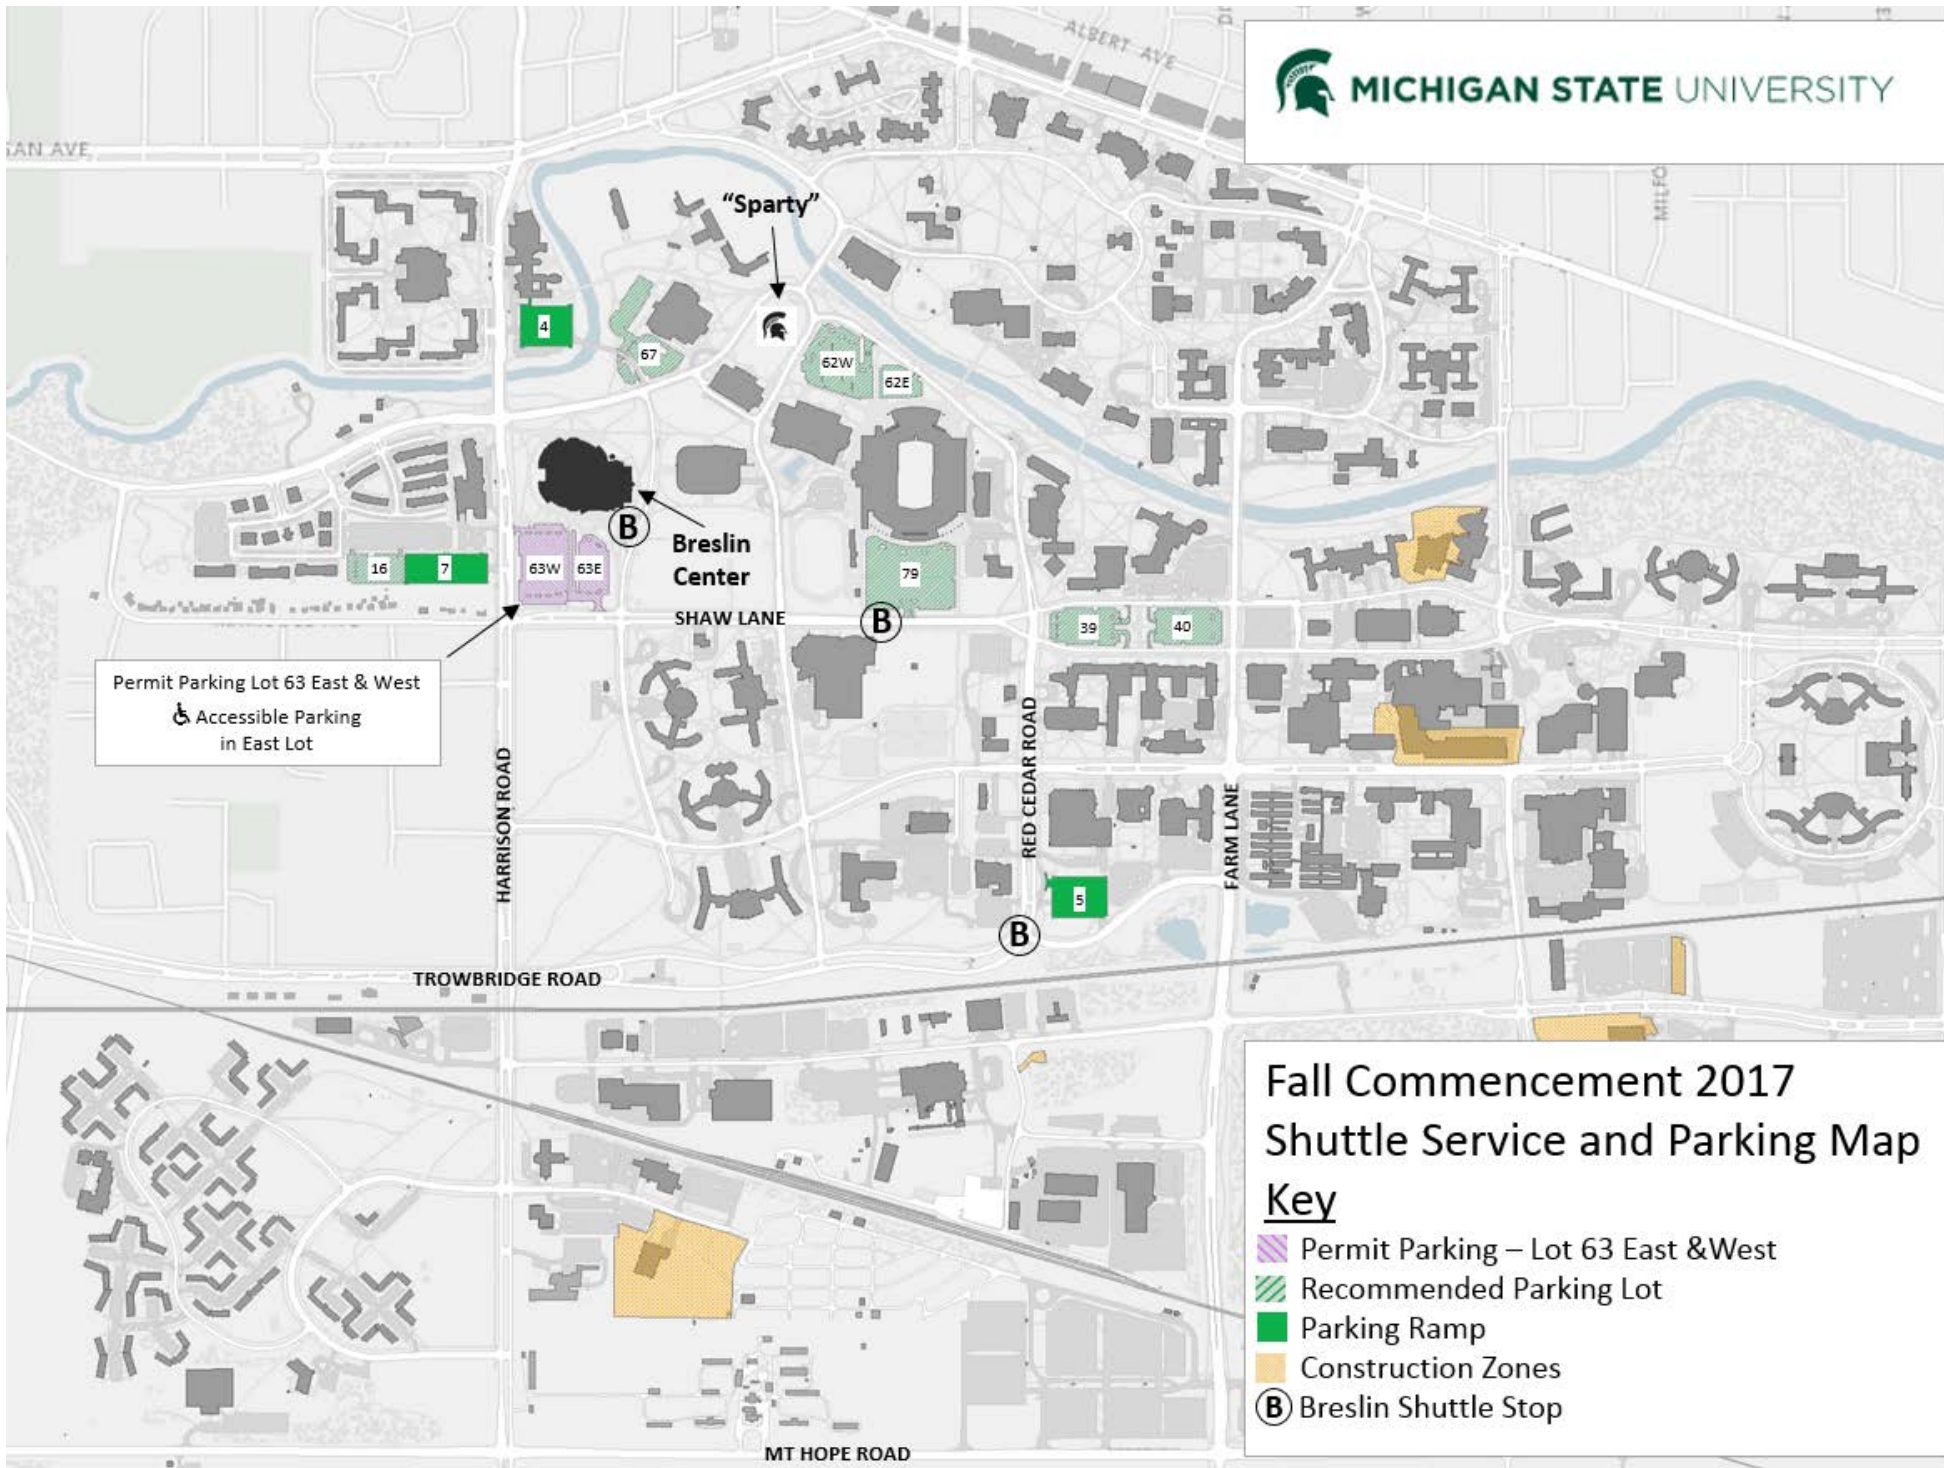 ALBERT AVE
MICHIGAN STATE UNIVERSITY
GAN AVE
MILFO
“Sparty”
4
67
62W
62E
B
Breslin
Center
16
7
63W
63E
79
B
SHAW LANE
39
40
Permit Parking Lot 63 East & West
♿ Accessible Parking
in East Lot
HARRISON ROAD
RED CEDAR ROAD
FARM LANE
5
B
TROWBRIDGE ROAD
Fall Commencement 2017
Shuttle Service and Parking Map
Key
Permit Parking – Lot 63 East &West
Recommended Parking Lot
Parking Ramp
Construction Zones
B Breslin Shuttle Stop
MT HOPE ROAD